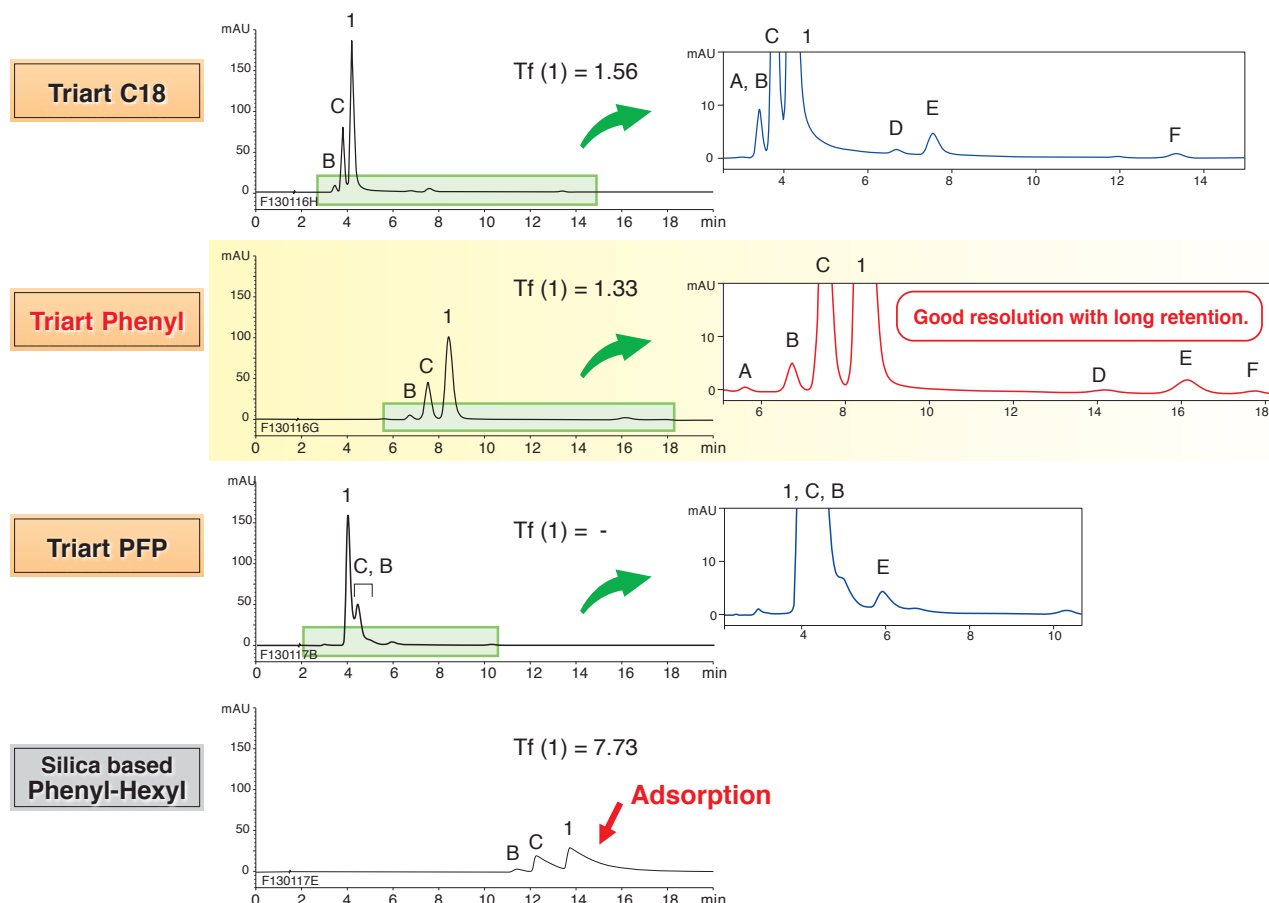 Triart C18
mAU
150
100
50
0
1
C
B
Tf (1) = 1.56
F130116H
0 2 4 6 8 10 12 14 16 18 min
mAU
10
0
A, B
C 1
D
E
F
4 6 8 10 12 14
Triart Phenyl
mAU
150
100
50
0
1
C
B
Tf (1) = 1.33
F130116G
0 2 4 6 8 10 12 14 16 18 min
mAU
10
0
A
B
C 1
Good resolution with long retention.
D
E
F
6 8 10 12 14 16 18
Triart PFP
mAU
150
100
50
0
1
C, B
Tf (1) = -
F130117B
0 2 4 6 8 10 12 14 16 18 min
mAU
10
0
1, C, B
E
4 6 8 10
Silica based
Phenyl-Hexyl
mAU
150
100
50
0
Tf (1) = 7.73
Adsorption
B
C
1
F130117E
0 2 4 6 8 10 12 14 16 18 min